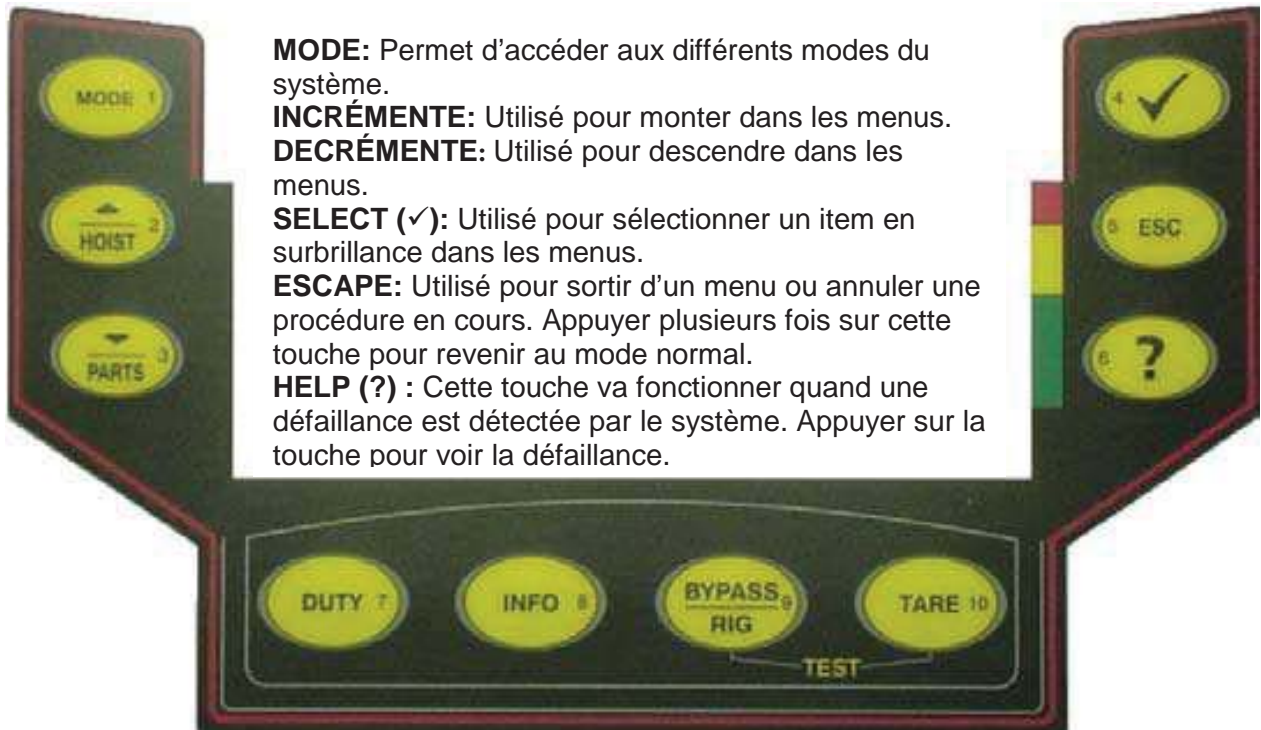 MODE: Permet d'accéder aux différents modes du
système.
INCRÉMENTE: Utilisé pour monter dans les menus.
DECRÉMENTE: Utilisé pour descendre dans les
menus.
SELECT (✓): Utilisé pour sélectionner un item en
surbrillance dans les menus.
ESCAPE: Utilisé pour sortir d'un menu ou annuler une
procédure en cours. Appuyer plusieurs fois sur cette
touche pour revenir au mode normal.
HELP (?) : Cette touche va fonctionner quand une
défaillance est détectée par le système. Appuyer sur la
touche pour voir la défaillance.
MODE 1
HOIST 2
PARTS 3
4 ✓
5 ESC
6 ?
DUTY 7
INFO 8
BYPASS 9
RIG
TARE 10
TEST